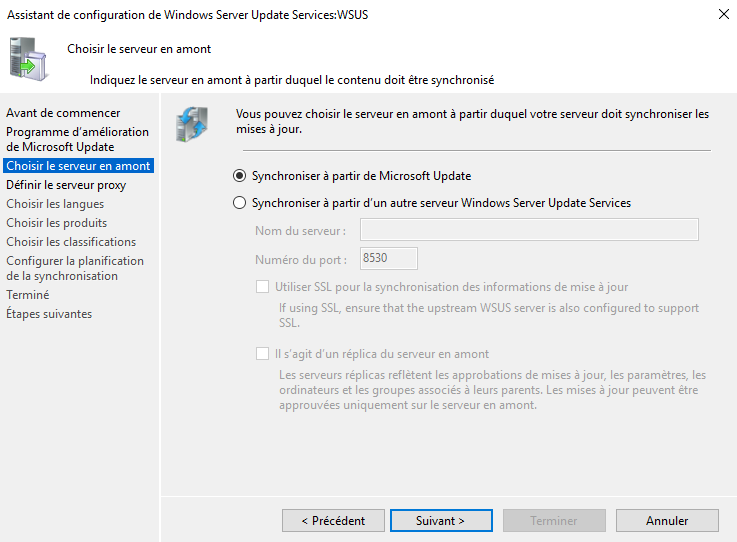 Assistant de configuration de Windows Server Update Services:WSUS
Choisir le serveur en amont
Indiquez le serveur en amont à partir duquel le contenu doit être synchronisé
Avant de commencer
Programme d'amélioration
de Microsoft Update
Choisir le serveur en amont
Définir le serveur proxy
Choisir les langues
Choisir les produits
Choisir les classifications
Configurer la planification
de la synchronisation
Terminé
Étapes suivantes
Vous pouvez choisir le serveur en amont à partir duquel votre serveur doit synchroniser les
mises à jour.
Synchroniser à partir de Microsoft Update
Synchroniser à partir d'un autre serveur Windows Server Update Services
Nom du serveur :
Numéro du port : 8530
Utiliser SSL pour la synchronisation des informations de mise à jour
If using SSL, ensure that the upstream WSUS server is also configured to support
SSL.
Il s'agit d'un réplica du serveur en amont
Les serveurs réplicas reflètent les approbations de mises à jour, les paramètres, les
ordinateurs et les groupes associés à leurs parents. Les mises à jour peuvent être
approuvées uniquement sur le serveur en amont.
< Précédent
Suivant >
Terminer
Annuler